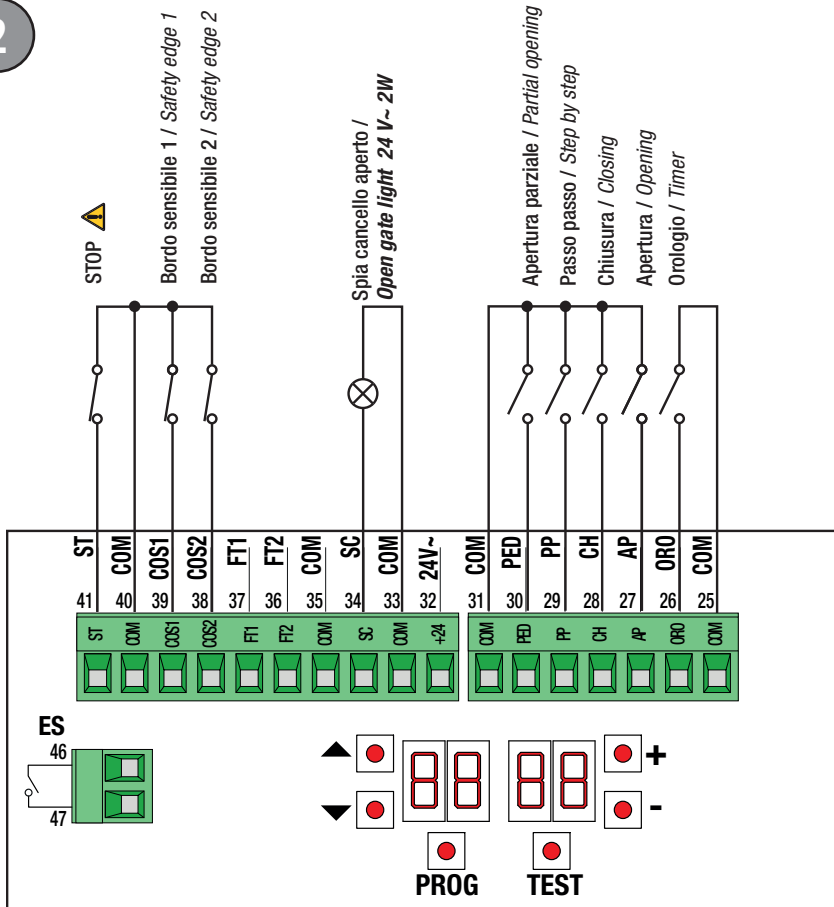 2
STOP
Bordo sensibile 1 / Safety edge 1
Bordo sensibile 2 / Safety edge 2
Spia cancello aperto /
Open gate light 24 V~ 2W
Apertura parziale / Partial opening
Passo passo / Step by step
Chiusura / Closing
Apertura / Opening
Orologio / Timer
ST COM COS1 COS2 FT1 FT2 COM SC COM 24V~ COM PED PP CH AP ORO COM
41 40 39 38 37 36 35 34 33 32 31 30 29 28 27 26 25
ST COM COS1 COS2 FT1 FT2 COM SC COM +24 COM PED PP CH AP ORO COM
ES
46
47
88 88
+
-
PROG TEST